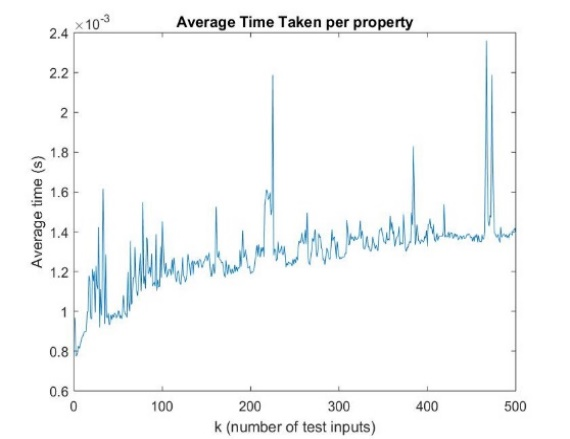 Average Time Taken per property
×10⁻³
2.4
2.2
2
1.8
1.6
1.4
1.2
1
0.8
0.6
Average time (s)
0 100 200 300 400 500
k (number of test inputs)